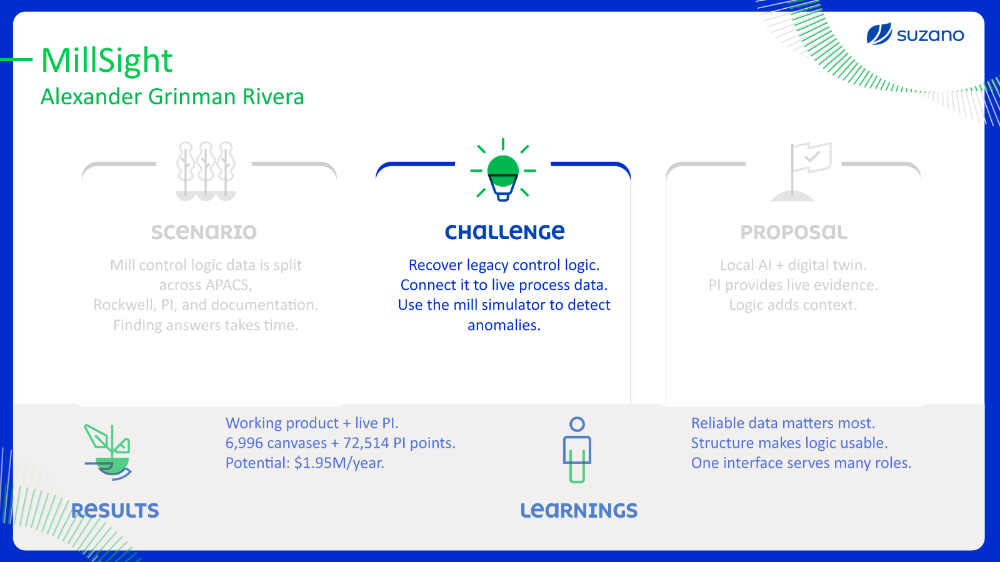 suzano
MillSight
Alexander Grinman Rivera
SCENARIO
Mill control logic data is split
across APACS,
Rockwell, PI, and documentation.
Finding answers takes time.
CHALLENGE
Recover legacy control logic.
Connect it to live process data.
Use the mill simulator to detect
anomalies.
PROPOSAL
Local AI + digital twin.
PI provides live evidence.
Logic adds context.
Working product + live PI.
6,996 canvases + 72,514 PI points.
Potential: $1.95M/year.
RESULTS
Reliable data matters most.
Structure makes logic usable.
One interface serves many roles.
LEARNINGS